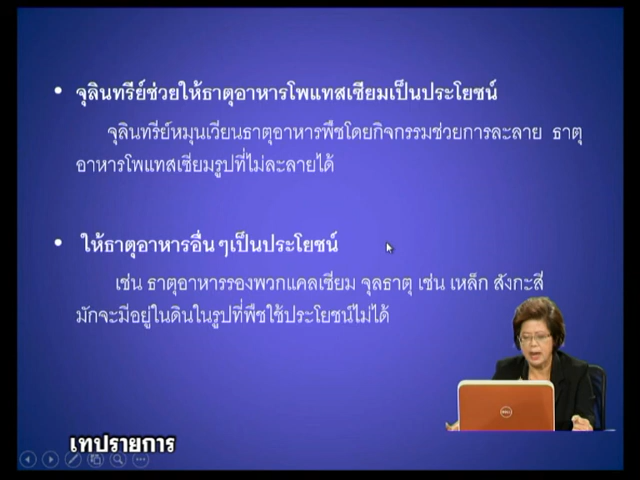 • จุลินทรีย์ช่วยให้ธาตุอาหารโพแทสเซียมเป็นประโยชน์
จุลินทรีย์หมุนเวียนธาตุอาหารพืชโดยกิจกรรมช่วยการละลาย ธาตุ
อาหารโพแทสเซียมรูปที่ไม่ละลายได้
• ให้ธาตุอาหารอื่นๆเป็นประโยชน์
เช่น ธาตุอาหารรองพวกแคลเซียม จุลธาตุ เช่น เหล็ก สังกะสี
มักจะมีอยู่ในดินในรูปที่พืชใช้ประโยชน์ไม่ได้
DELL
เทปรายการ